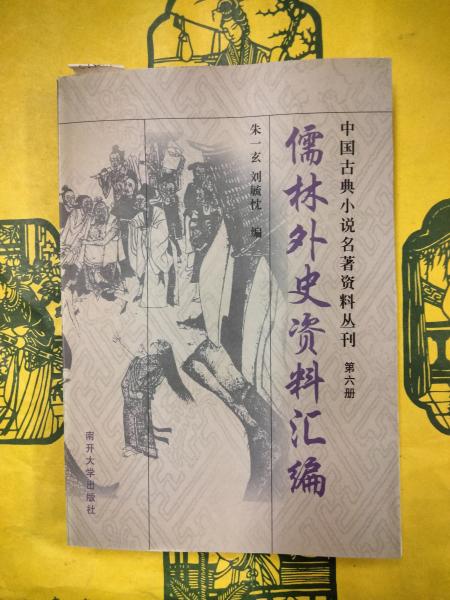 中国古典小说名著资料丛刊 第六册
儒林外史资料汇编
朱一玄 刘毓忱 编
南开大学出版社